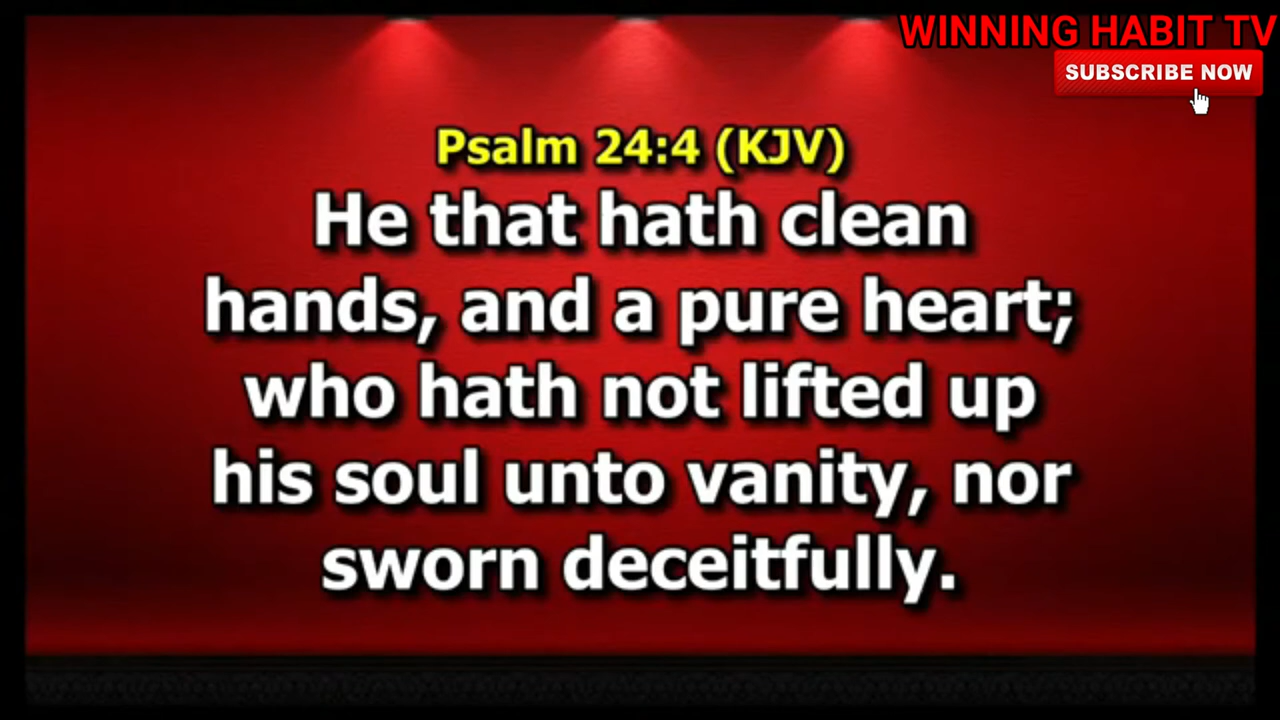 WINNING HABIT TV
SUBSCRIBE NOW
Psalm 24:4 (KJV)
He that hath clean
hands, and a pure heart;
who hath not lifted up
his soul unto vanity, nor
sworn deceitfully.